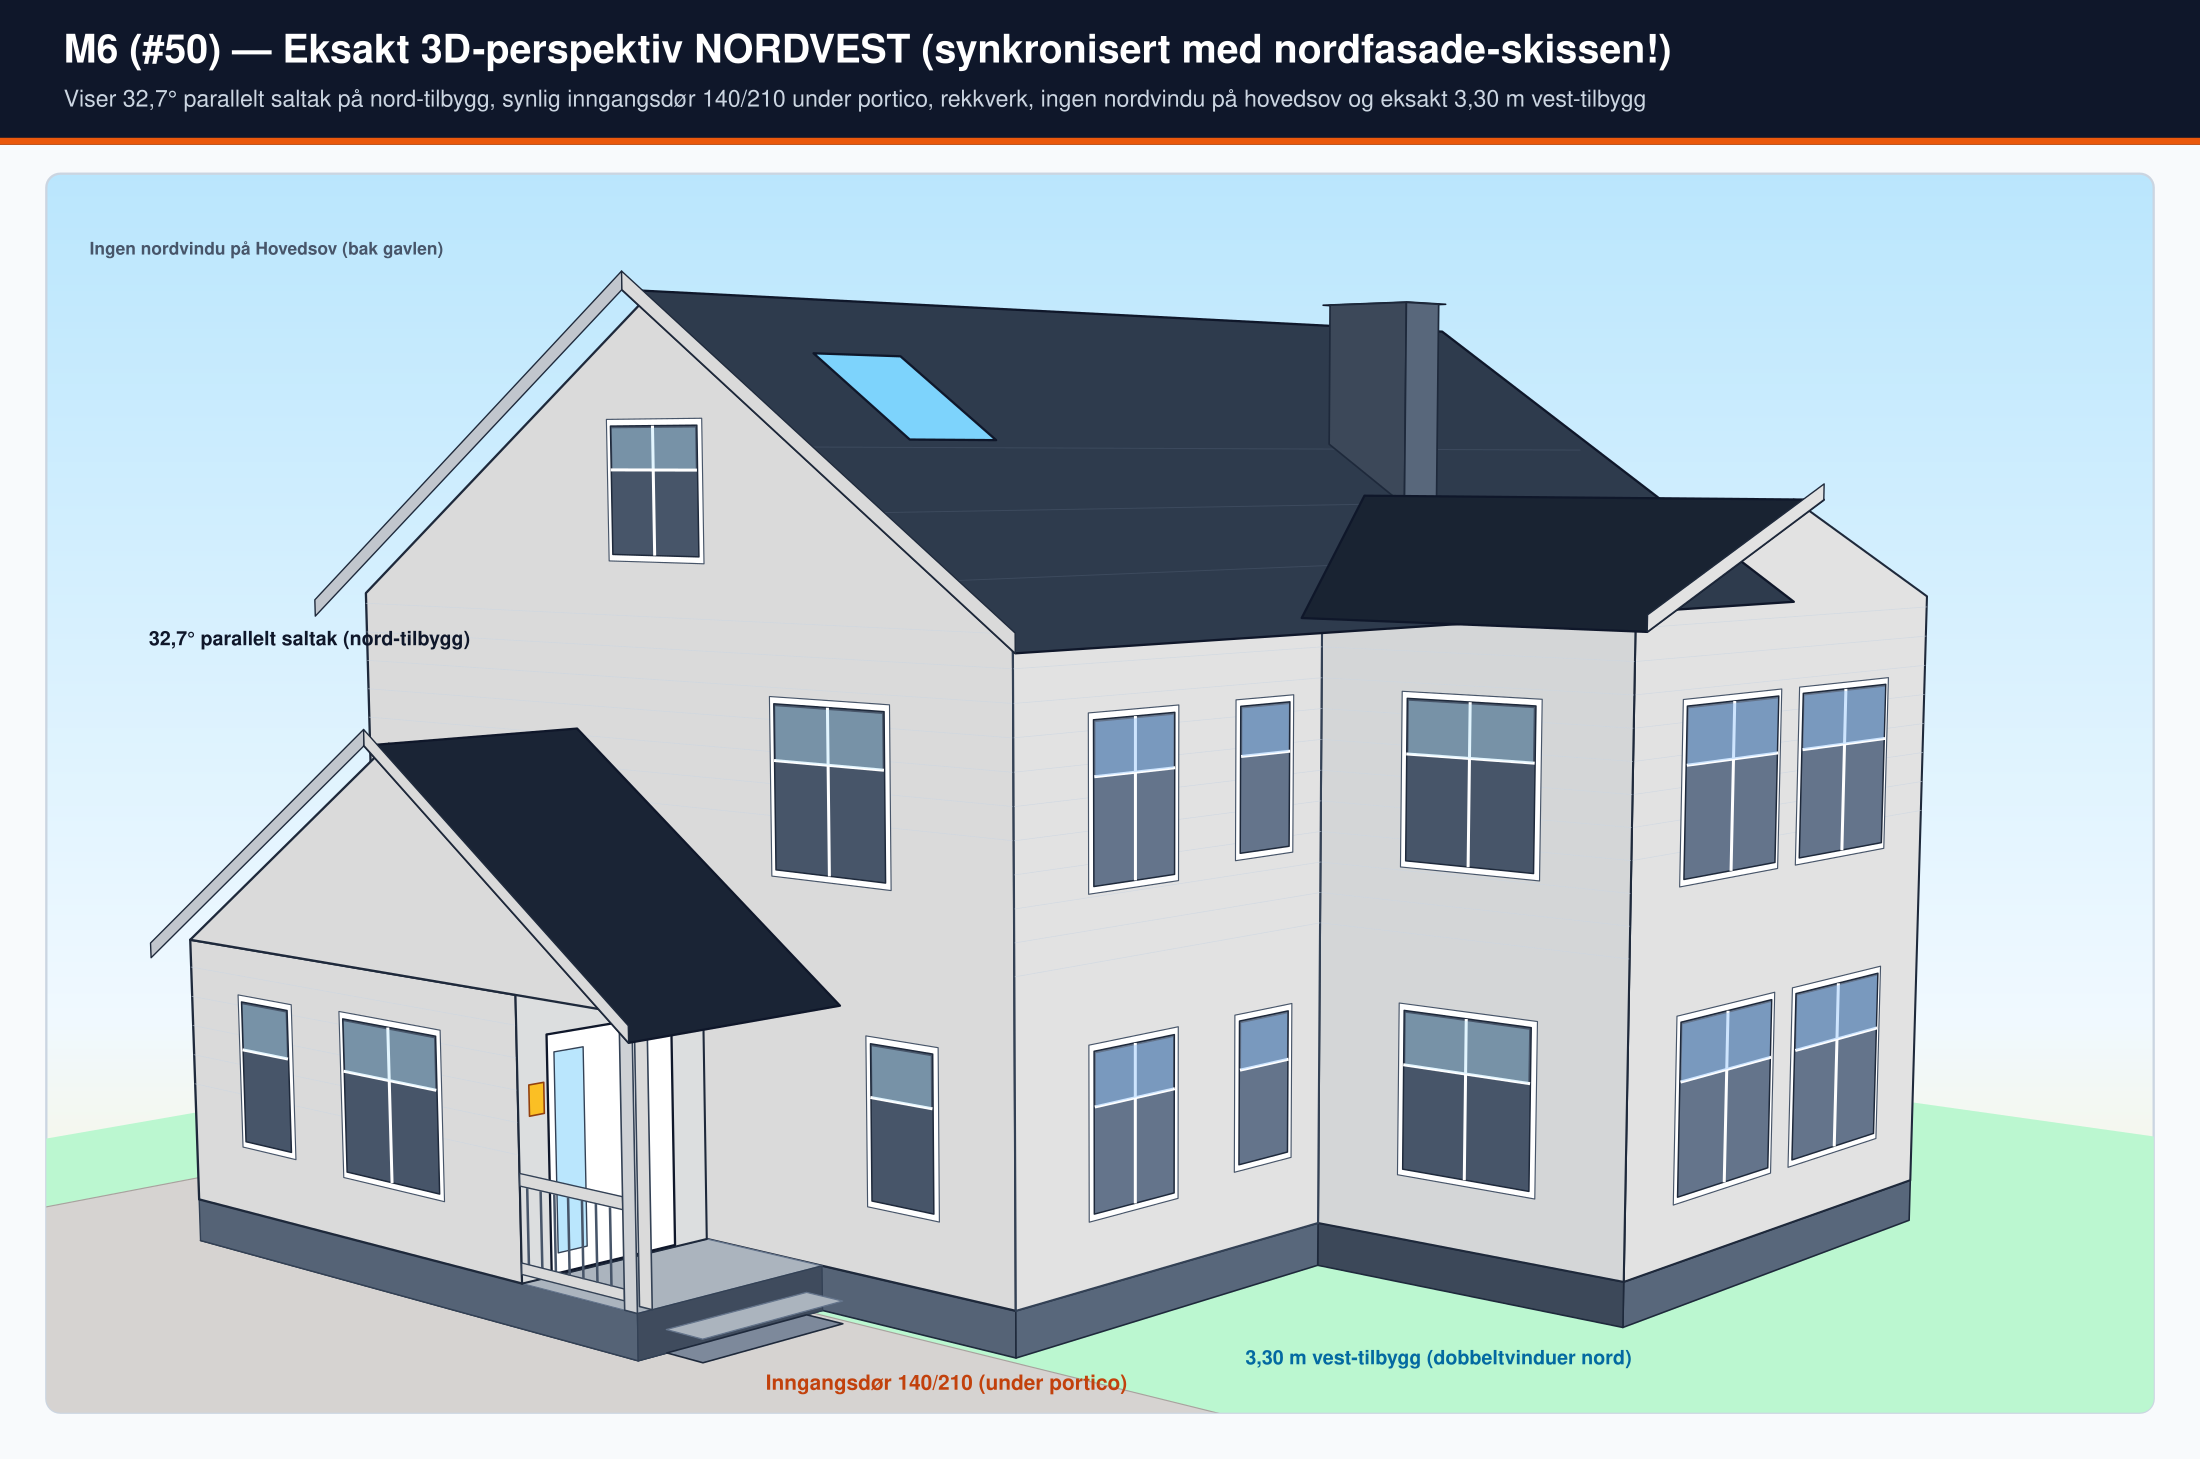 M6 (#50) — Eksakt 3D-perspektiv NORDVEST (synkronisert med nordfasade-skissen!)
Viser 32,7° parallelt saltak på nord-tilbygg, synlig inngangsdør 140/210 under portico, rekkverk, ingen nordvindu på hovedsov og eksakt 3,30 m vest-tilbygg
Ingen nordvindu på Hovedsov (bak gavlen)
32,7° parallelt saltak (nord-tilbygg)
3,30 m vest-tilbygg (dobbeltvinduer nord)
Inngangsdør 140/210 (under portico)